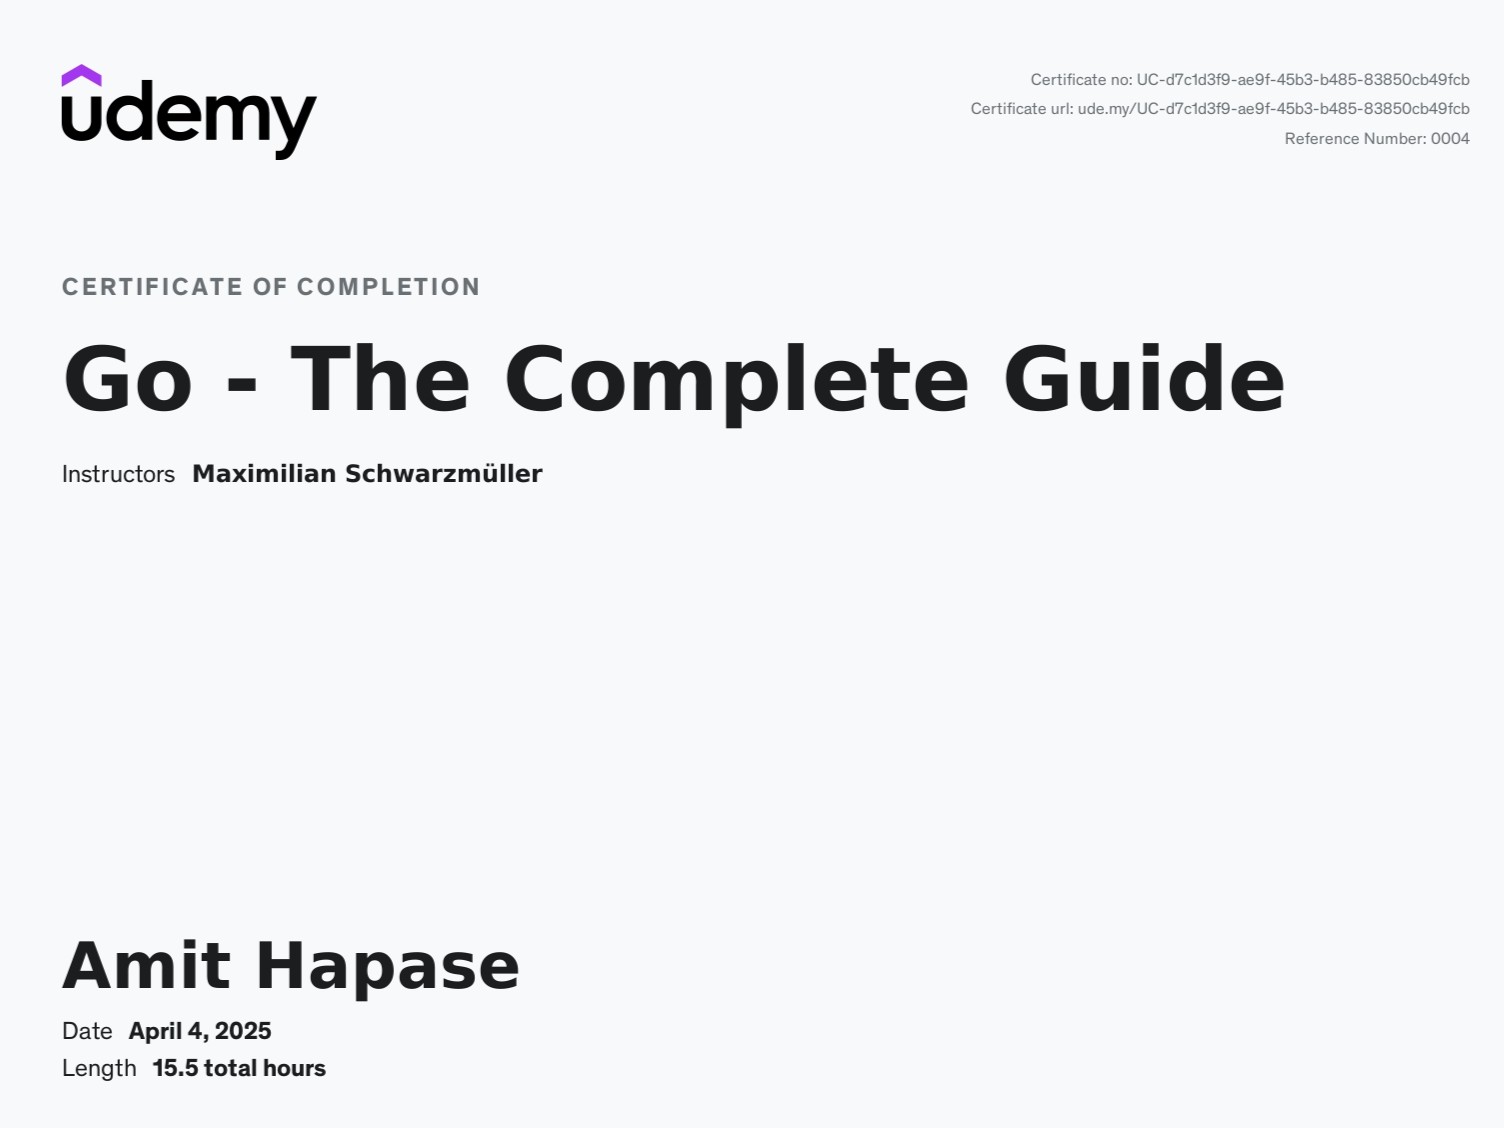 udemy
Certificate no: UC-d7c1d3f9-ae9f-45b3-b485-83850cb49fcb
Certificate url: ude.my/UC-d7c1d3f9-ae9f-45b3-b485-83850cb49fcb
Reference Number: 0004
CERTIFICATE OF COMPLETION
Go - The Complete Guide
Instructors Maximilian Schwarzmüller
Amit Hapase
Date April 4, 2025
Length 15.5 total hours